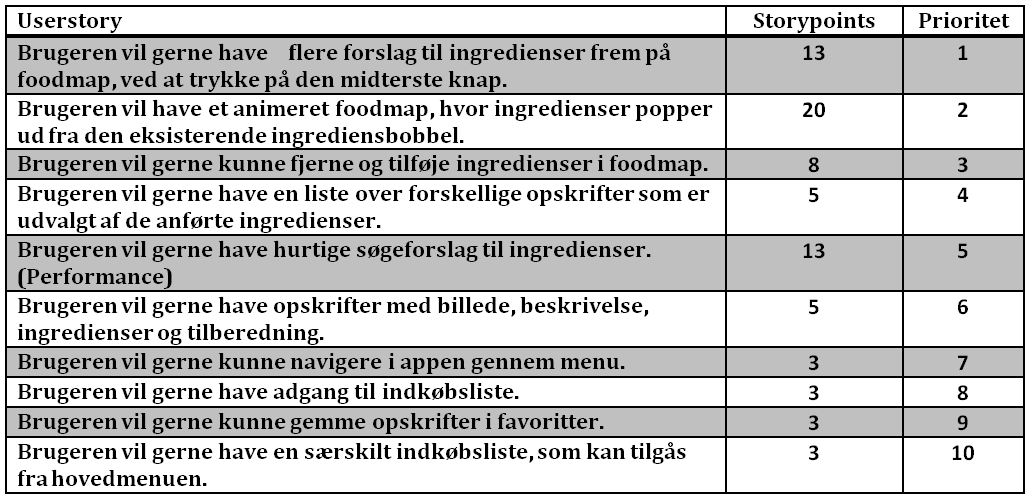 Userstory Storypoints Prioritet
Brugeren vil gerne have flere forslag til ingredienser frem på 13 1
foodmap, ved at trykke på den midterste knap.
Brugeren vil have et animeret foodmap, hvor ingredienser popper 20 2
ud fra den eksisterende ingrediensbobbel.
Brugeren vil gerne kunne fjerne og tilføje ingredienser i foodmap. 8 3
Brugeren vil gerne have en liste over forskellige opskrifter som er 5 4
udvalgt af de anførte ingredienser.
Brugeren vil gerne have hurtige søgeforslag til ingredienser. 13 5
(Performance)
Brugeren vil gerne have opskrifter med billede, beskrivelse, 5 6
ingredienser og tilberedning.
Brugeren vil gerne kunne navigere i appen gennem menu. 3 7
Brugeren vil gerne have adgang til indkøbsliste. 3 8
Brugeren vil gerne kunne gemme opskrifter i favoritter. 3 9
Brugeren vil gerne have en særskilt indkøbsliste, som kan tilgås 3 10
fra hovedmenuen.